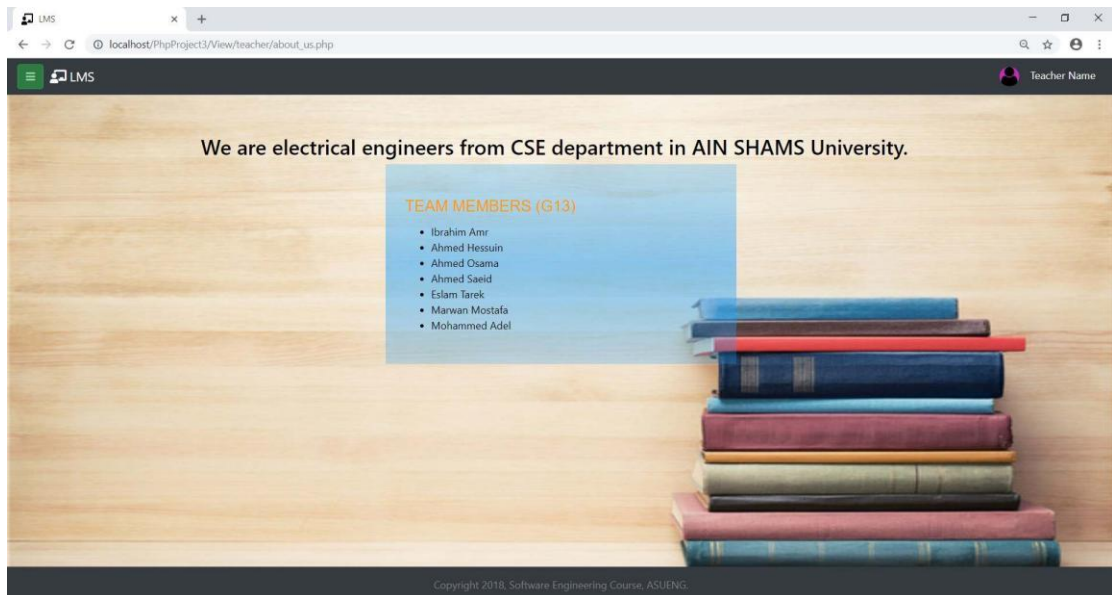 LMS
localhost/PhpProject3/View/teacher/about_us.php
LMS
Teacher Name
We are electrical engineers from CSE department in AIN SHAMS University.
TEAM MEMBERS (G13)
Ibrahim Amr
Ahmed Hessuin
Ahmed Osama
Ahmed Saeid
Eslam Tarek
Marwan Mostafa
Mohammed Adel
Copyright 2018, Software Engineering Course, ASUENG.